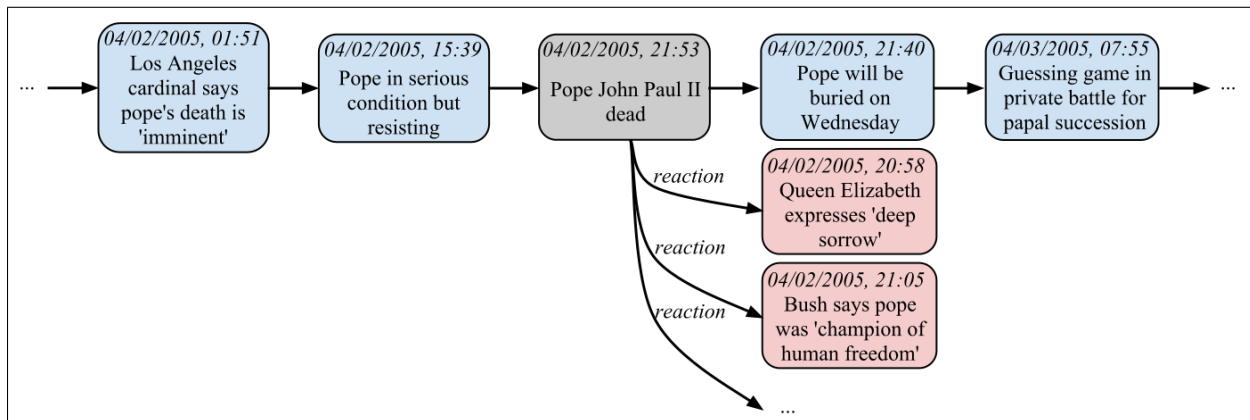 ...
04/02/2005, 01:51
Los Angeles
cardinal says
pope's death is
'imminent'
04/02/2005, 15:39
Pope in serious
condition but
resisting
04/02/2005, 21:53
Pope John Paul II
dead
04/02/2005, 21:40
Pope will be
buried on
Wednesday
04/03/2005, 07:55
Guessing game in
private battle for
papal succession
...
reaction
04/02/2005, 20:58
Queen Elizabeth
expresses 'deep
sorrow'
reaction
04/02/2005, 21:05
Bush says pope
was 'champion of
human freedom'
reaction
...